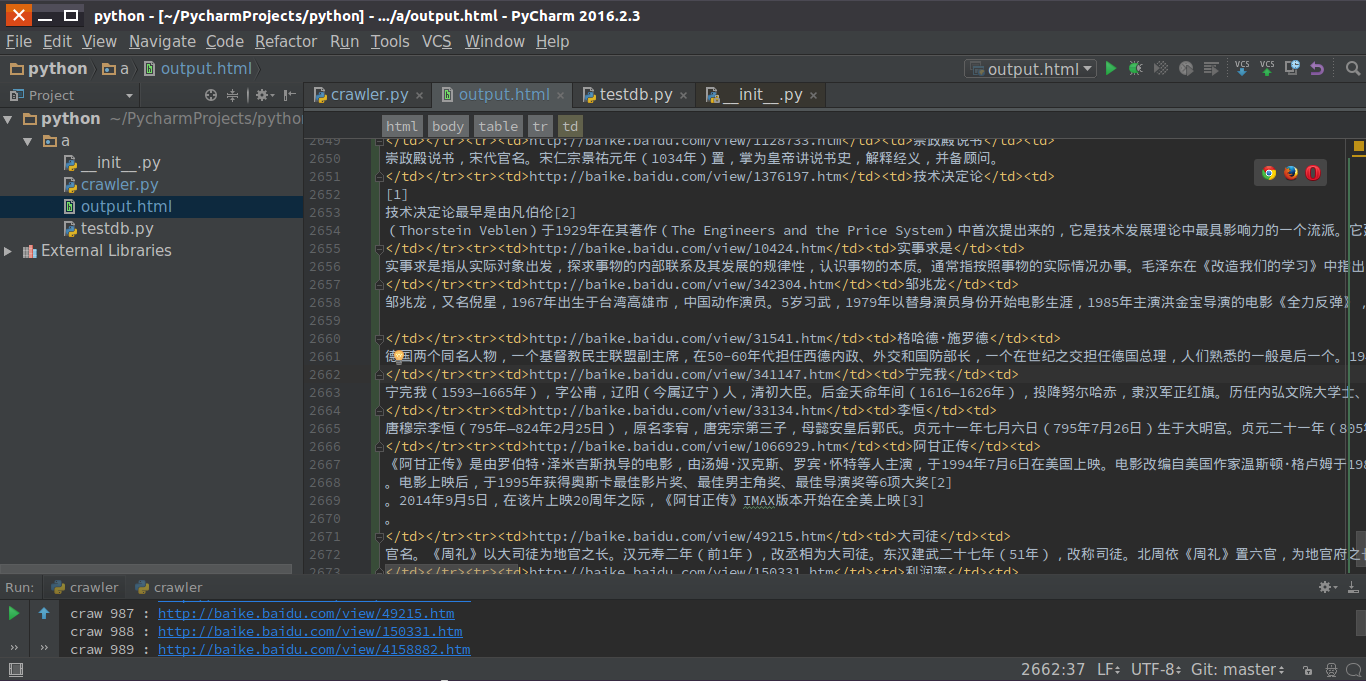 python - [~/PycharmProjects/python] - .../a/output.html - PyCharm 2016.2.3
File Edit View Navigate Code Refactor Run Tools VCS Window Help
python a output.html
output.html
VCS VCS
Project
crawler.py output.html testdb.py __init__.py
python ~/PycharmProjects/pytho
a
__init__.py
crawler.py
output.html
testdb.py
External Libraries
html body table tr td
2649 </td></tr><tr><td>http://baike.baidu.com/view/1128733.htm</td><td>崇政殿说书</td><td>
2650 崇政殿说书，宋代官名。宋仁宗景祐元年（1034年）置，掌为皇帝讲说书史，解释经义，并备顾问。
2651 </td></tr><tr><td>http://baike.baidu.com/view/1376197.htm</td><td>技术决定论</td><td>
2652 [1]
2653 技术决定论最早是由凡伯伦[2]
2654 （Thorstein Veblen）于1929年在其著作（The Engineers and the Price System）中首次提出来的，它是技术发展理论中最具影响力的一个流派。它
2655 </td></tr><tr><td>http://baike.baidu.com/view/10424.htm</td><td>实事求是</td><td>
2656 实事求是指从实际对象出发，探求事物的内部联系及其发展的规律性，认识事物的本质。通常指按照事物的实际情况办事。毛泽东在《改造我们的学习》中指出
2657 </td></tr><tr><td>http://baike.baidu.com/view/342304.htm</td><td>邹兆龙</td><td>
2658 邹兆龙，又名倪星，1967年出生于台湾高雄市，中国动作演员。5岁习武，1979年以替身演员身份开始电影生涯，1985年主演洪金宝导演的电影《全力反弹》，
2659
2660 </td></tr><tr><td>http://baike.baidu.com/view/31541.htm</td><td>格哈德·施罗德</td><td>
2661 德国两个同名人物，一个基督教民主联盟副主席，在50-60年代担任西德内政、外交和国防部长，一个在世纪之交担任德国总理，人们熟悉的一般是后一个。19
2662 </td></tr><tr><td>http://baike.baidu.com/view/341147.htm</td><td>宁完我</td><td>
2663 宁完我（1593—1665年），字公甫，辽阳（今属辽宁）人，清初大臣。后金天命年间（1616—1626年），投降努尔哈赤，隶汉军正红旗。历任内弘文院大学士、
2664 </td></tr><tr><td>http://baike.baidu.com/view/33134.htm</td><td>李恒</td><td>
2665 唐穆宗李恒（795年—824年2月25日），原名李宥，唐宪宗第三子，母懿安皇后郭氏。贞元十一年七月六日（795年7月26日）生于大明宫。贞元二十一年（805年
2666 </td></tr><tr><td>http://baike.baidu.com/view/1066929.htm</td><td>阿甘正传</td><td>
2667 《阿甘正传》是由罗伯特·泽米吉斯执导的电影，由汤姆·汉克斯、罗宾·怀特等人主演，于1994年7月6日在美国上映。电影改编自美国作家温斯顿·格卢姆于198
2668 。电影上映后，于1995年获得奥斯卡最佳影片奖、最佳男主角奖、最佳导演奖等6项大奖[2]
2669 。2014年9月5日，在该片上映20周年之际，《阿甘正传》IMAX版本开始在全美上映[3]
2670 。
2671 </td></tr><tr><td>http://baike.baidu.com/view/49215.htm</td><td>大司徒</td><td>
2672 官名。《周礼》以大司徒为地官之长。汉元寿二年（前1年），改丞相为大司徒。东汉建武二十七年（51年），改称司徒。北周依《周礼》置六官，为地官府之长
2673 </td></tr><tr><td>http://baike.baidu.com/view/150331.htm</td><td>利润率</td><td>
Run: crawler crawler
craw 987 : http://baike.baidu.com/view/49215.htm
craw 988 : http://baike.baidu.com/view/150331.htm
craw 989 : http://baike.baidu.com/view/4158882.htm
2662:37 LF UTF-8 Git: master